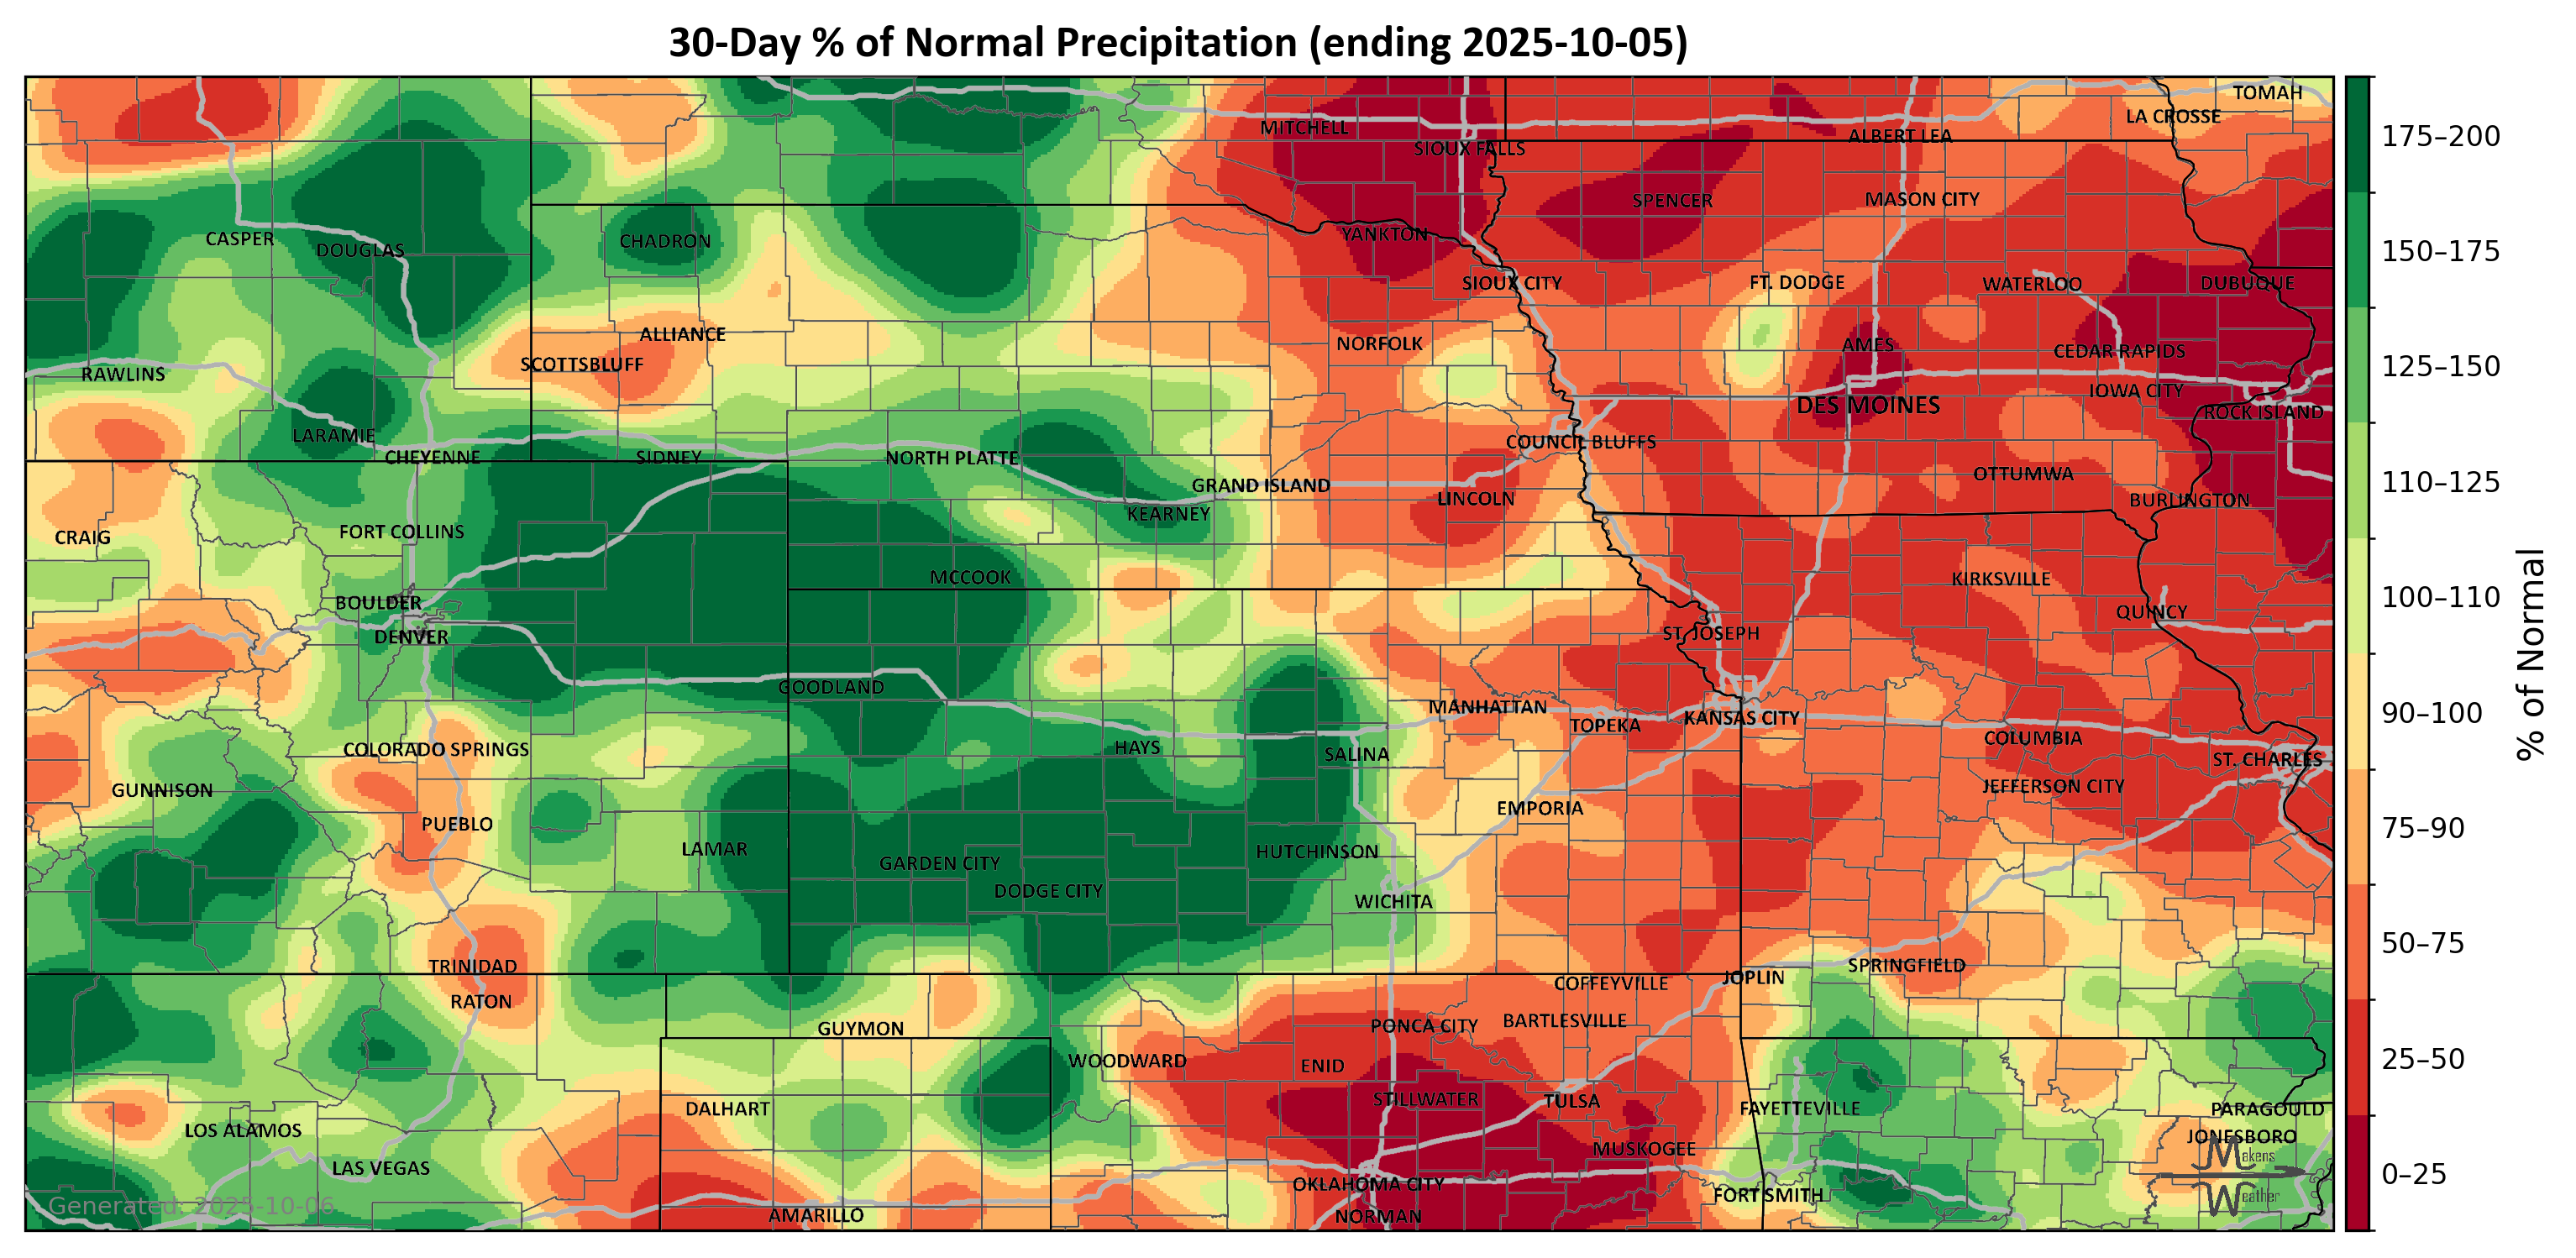 30-Day % of Normal Precipitation (ending 2025-10-05)
TOMAH
LA CROSSE
MITCHELL
ALBERT LEA
SIOUX FALLS
SPENCER
MASON CITY
CASPER
DOUGLAS
CHADRON
YANKTON
SIOUX CITY
FT. DODGE
WATERLOO
DUBUQUE
ALLIANCE
NORFOLK
AMES
CEDAR RAPIDS
SCOTTSBLUFF
RAWLINS
IOWA CITY
DES MOINES
ROCK ISLAND
LARAMIE
COUNCIL BLUFFS
CHEYENNE
SIDNEY
NORTH PLATTE
OTTUMWA
GRAND ISLAND
LINCOLN
BURLINGTON
KEARNEY
FORT COLLINS
CRAIG
MCCOOK
KIRKSVILLE
BOULDER
QUINCY
DENVER
ST. JOSEPH
GOODLAND
MANHATTAN
KANSAS CITY
TOPEKA
COLUMBIA
COLORADO SPRINGS
HAYS
SALINA
ST. CHARLES
GUNNISON
JEFFERSON CITY
EMPORIA
PUEBLO
LAMAR
HUTCHINSON
GARDEN CITY
DODGE CITY
WICHITA
TRINIDAD
SPRINGFIELD
JOPLIN
COFFEYVILLE
RATON
GUYMON
PONCA CITY
BARTLESVILLE
WOODWARD
ENID
STILLWATER
TULSA
DALHART
FAYETTEVILLE
PARAGOULD
LOS ALAMOS
JONESBORO
MUSKOGEE
Makens
LAS VEGAS
OKLAHOMA CITY
FORT SMITH
Weather
Generated: 2025-10-06
AMARILLO
NORMAN
175–200
150–175
125–150
110–125
100–110
90–100
75–90
50–75
25–50
0–25
% of Normal